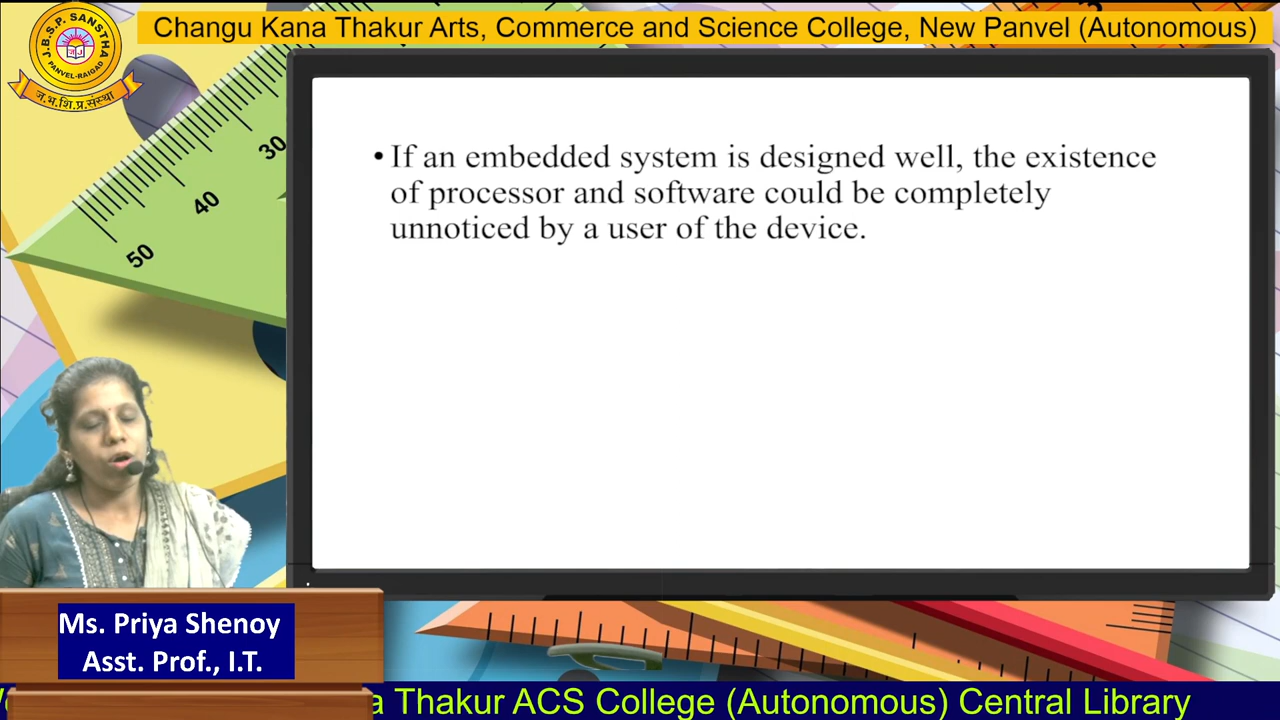 Changu Kana Thakur Arts, Commerce and Science College, New Panvel (Autonomous)
J.B.S.P. SANSTHA
PANVEL-RAIGAD
ज.भ.शि.प्र.संस्था
30
40
50
• If an embedded system is designed well, the existence
of processor and software could be completely
unnoticed by a user of the device.
Ms. Priya Shenoy
Asst. Prof., I.T.
a Thakur ACS College (Autonomous) Central Library